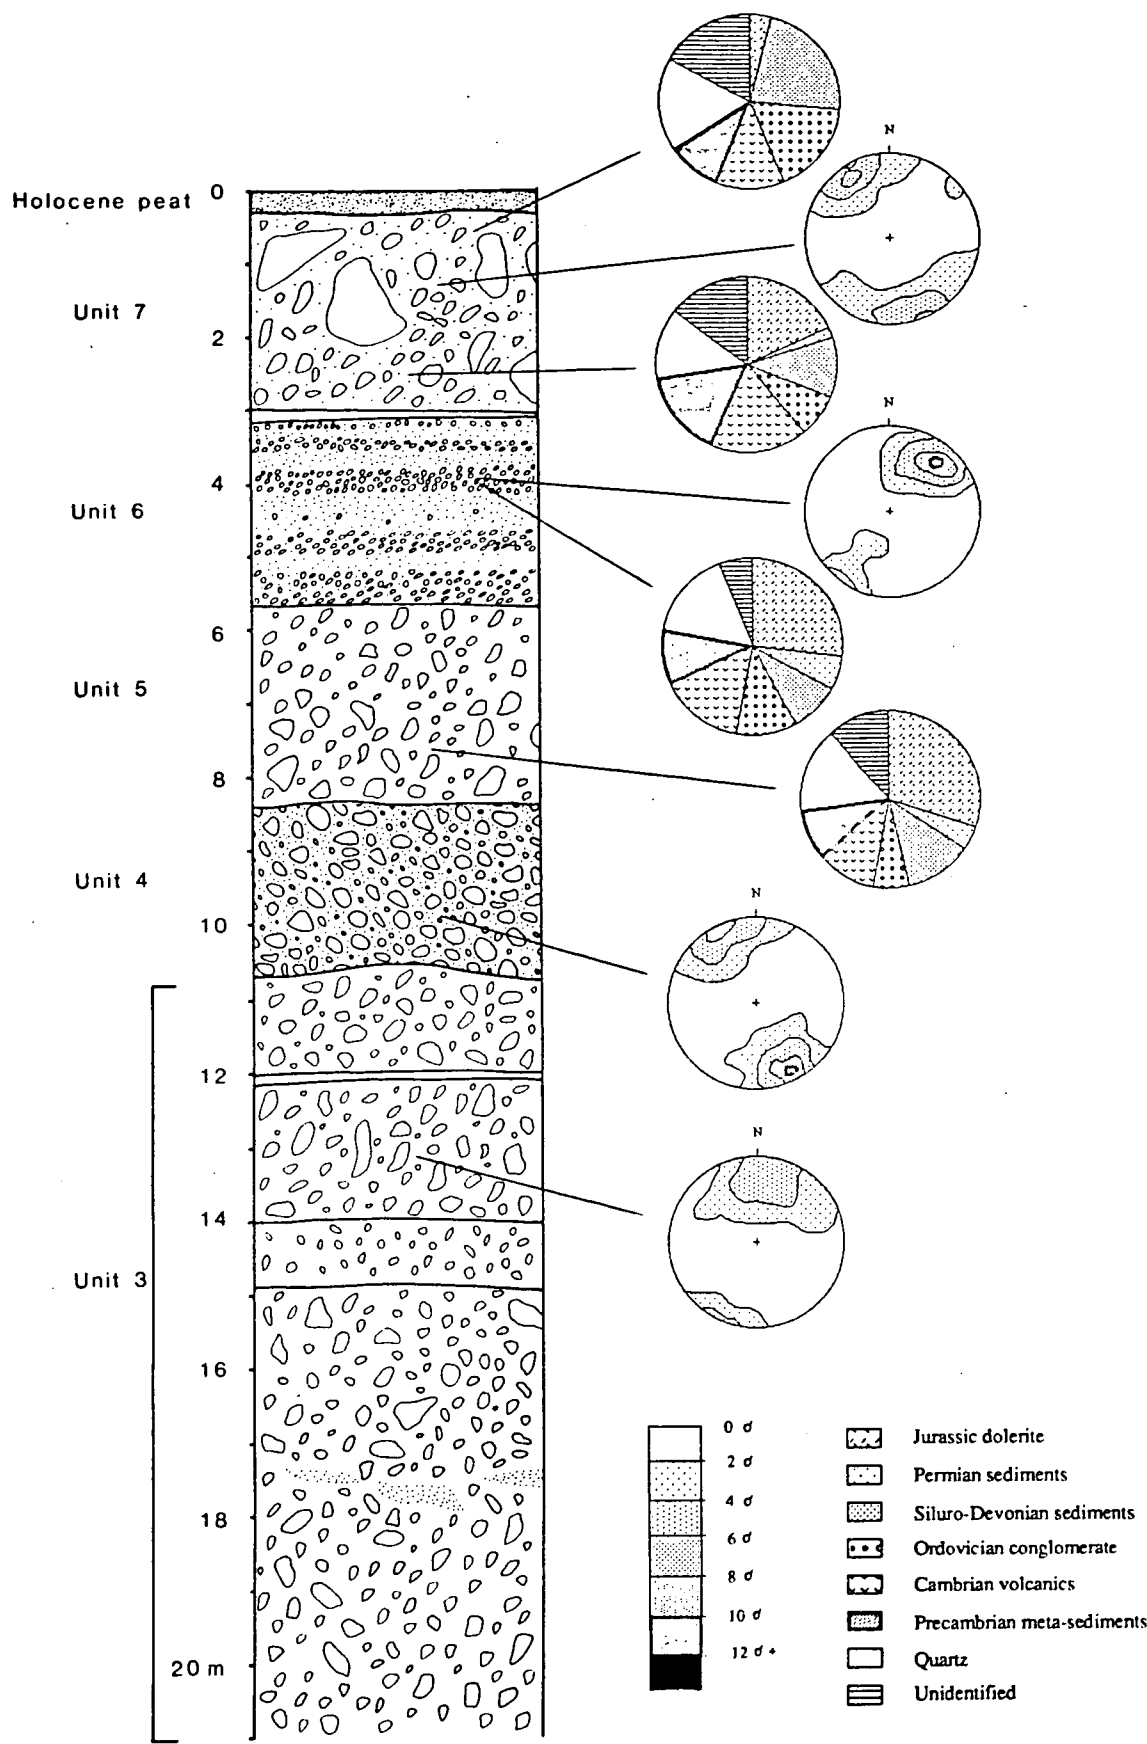 N
Holocene peat
0
Unit 7
2
N
4
Unit 6
6
Unit 5
8
Unit 4
N
10
12
N
14
Unit 3
16
18
20 m
0 σ
2 σ
4 σ
6 σ
8 σ
10 σ
12 σ +
Jurassic dolerite
Permian sediments
Siluro-Devonian sediments
Ordovician conglomerate
Cambrian volcanics
Precambrian meta-sediments
Quartz
Unidentified